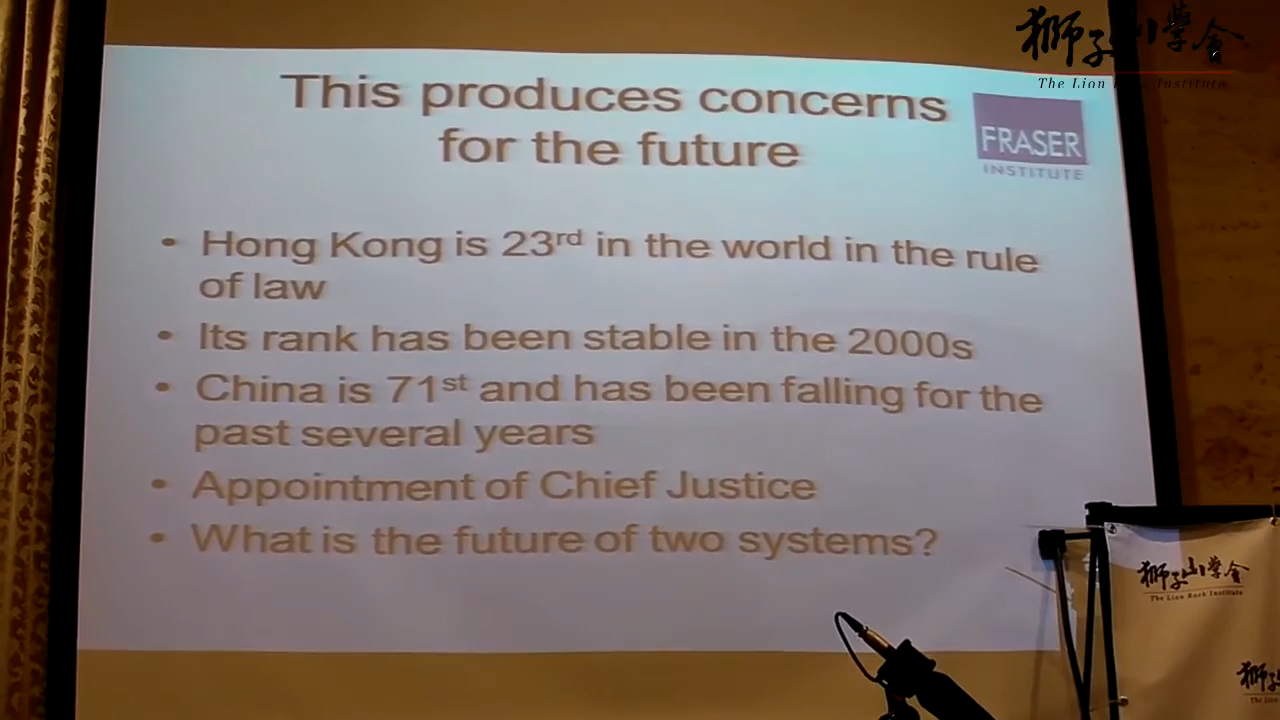 獅子山學會
The Lion Rock Institute
This produces concerns
for the future
FRASER
INSTITUTE
• Hong Kong is 23rd in the world in the rule
of law
• Its rank has been stable in the 2000s
• China is 71st and has been falling for the
past several years
• Appointment of Chief Justice
• What is the future of two systems?
獅子山學會
The Lion Rock Institute
獅子